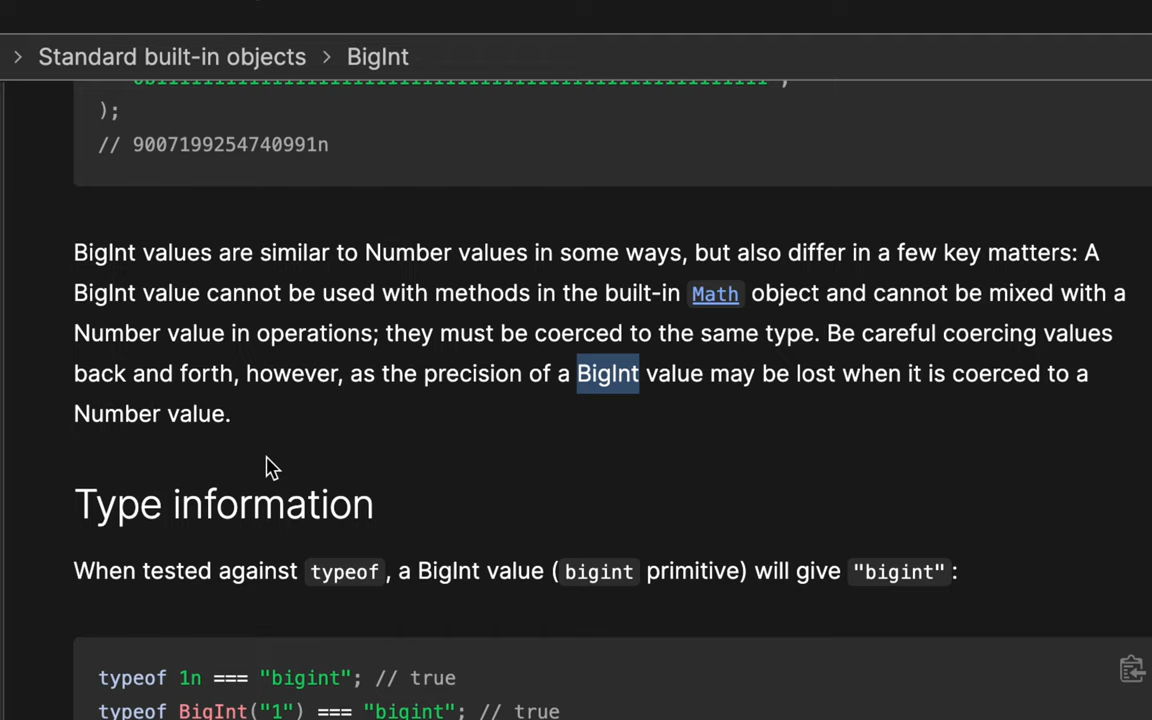 > Standard built-in objects > BigInt
);
// 9007199254740991n
BigInt values are similar to Number values in some ways, but also differ in a few key matters: A
BigInt value cannot be used with methods in the built-in Math object and cannot be mixed with a
Number value in operations; they must be coerced to the same type. Be careful coercing values
back and forth, however, as the precision of a BigInt value may be lost when it is coerced to a
Number value.
Type information
When tested against typeof, a BigInt value (bigint primitive) will give "bigint":
typeof 1n === "bigint"; // true
typeof BigInt("1") === "bigint"; // true